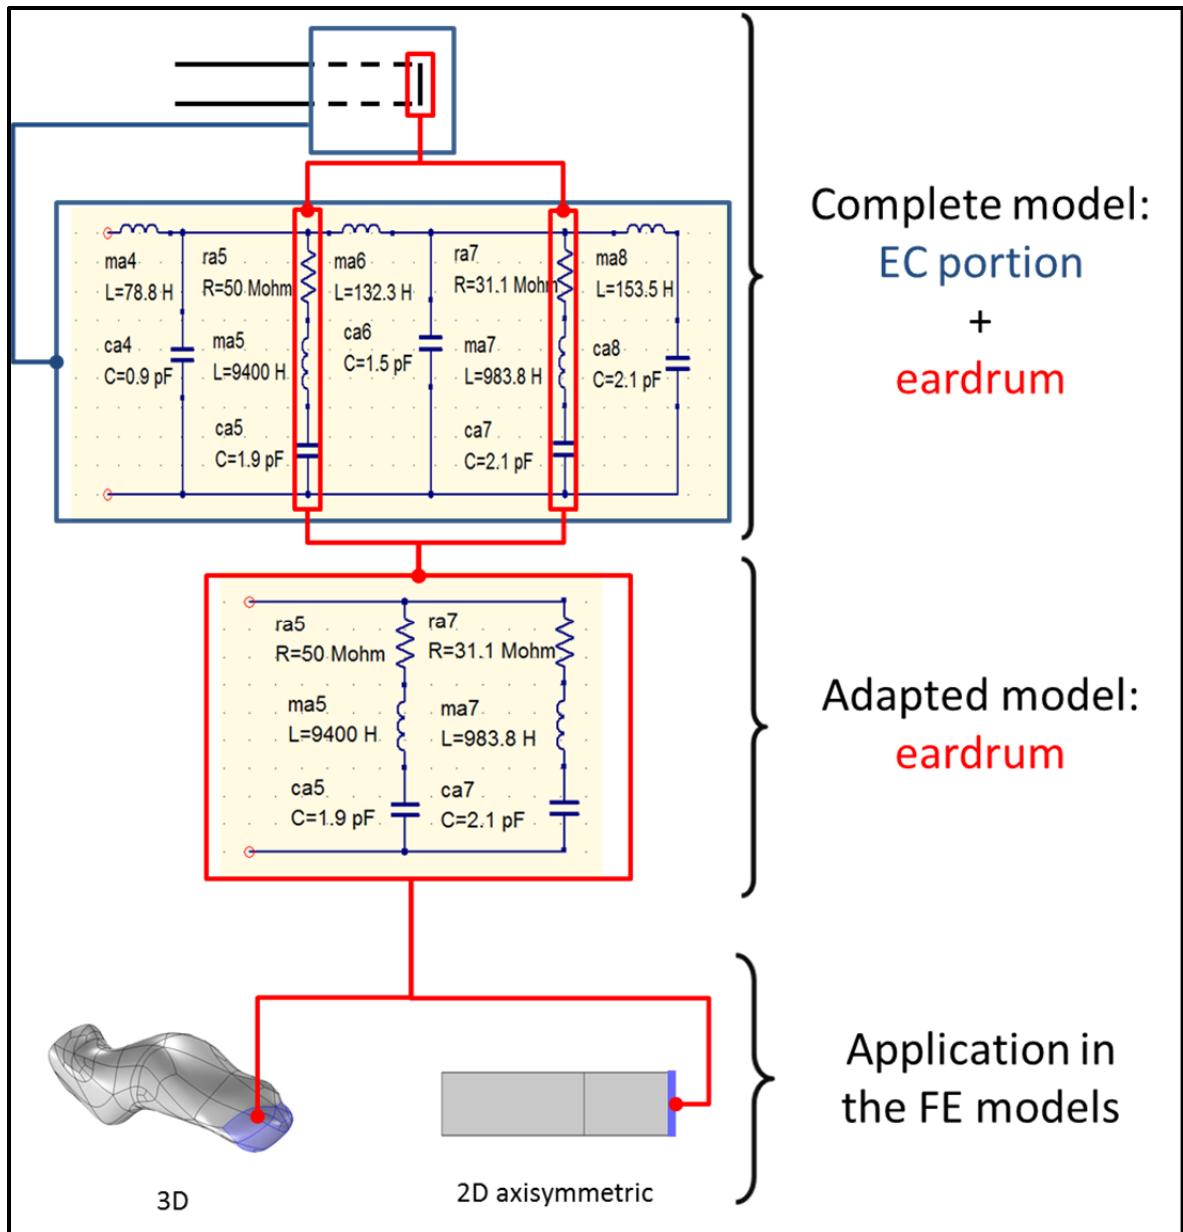 Complete model:
EC portion
+
eardrum
ma4
L=78.8 H
ra5
R=50 Mohm
ma6
L=132.3 H
ra7
R=31.1 Mohm
ma8
L=153.5 H
ca4
C=0.9 pF
ma5
L=9400 H
ca6
C=1.5 pF
ma7
L=983.8 H
ca8
C=2.1 pF
ca5
C=1.9 pF
ca7
C=2.1 pF
Adapted model:
eardrum
ra5
R=50 Mohm
ra7
R=31.1 Mohm
ma5
L=9400 H
ma7
L=983.8 H
ca5
C=1.9 pF
ca7
C=2.1 pF
Application in
the FE models
3D
2D axisymmetric